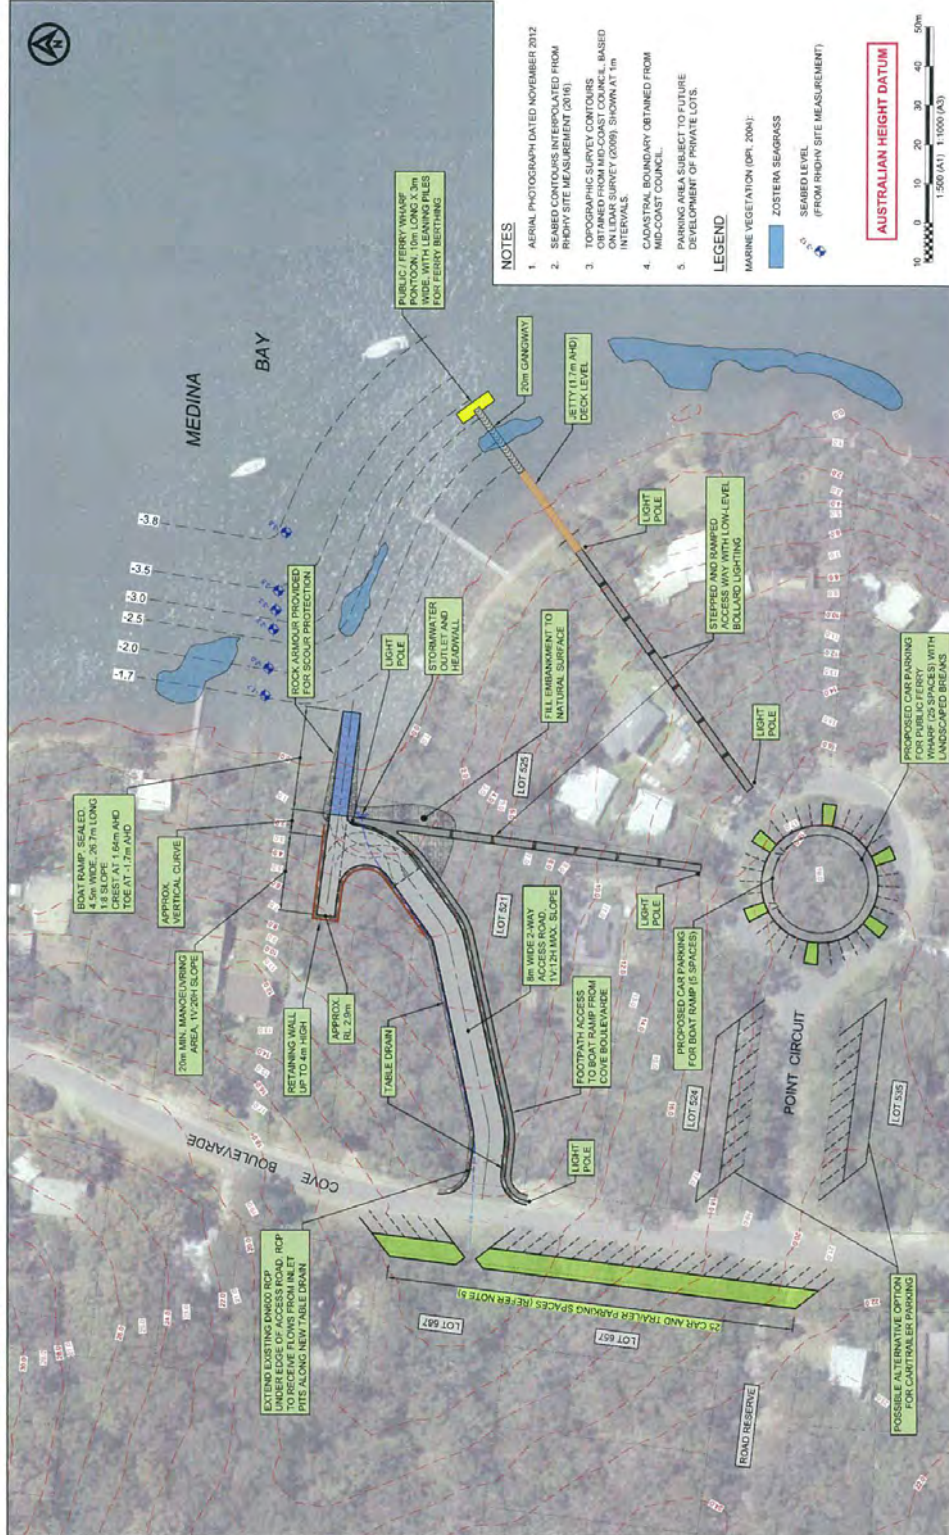 N
MEDINA
BAY
PUBLIC / FERRY WHARF
PONTOON, 10m LONG X 3m
WIDE, WITH LEANING PILES
FOR FERRY BERTHING
20m GANGWAY
JETTY (1.7m AHD)
DECK LEVEL
LIGHT
POLE
STEPPED AND RAMPED
ACCESS WAY WITH LOW-LEVEL
BOLLARD LIGHTING
LIGHT
POLE
PROPOSED CAR PARKING
FOR PUBLIC FERRY
WHARF (25 SPACES) WITH
LANDSCAPED BREAKS
-3.8
-3.5
-3.0
-2.5
-2.0
-1.7
ROCK ARMOUR PROVIDED
FOR SCOUR PROTECTION
LIGHT
POLE
STORMWATER
OUTLET AND
HEADWALL
FILL EMBANKMENT TO
NATURAL SURFACE
LOT 525
BOAT RAMP, SEALED,
4.5m WIDE, 26.7m LONG
1:8 SLOPE
CREST AT 1.64m AHD
TOE AT -1.7m AHD
APPROX
VERTICAL CURVE
20m MIN. MANOEUVRING
AREA, 1V:20H SLOPE
RETAINING WALL
UP TO 4m HIGH
APPROX
RL 2.9m
TABLE DRAIN
LOT 521
8m WIDE 2-WAY
ACCESS ROAD,
1V:12H MAX. SLOPE
FOOTPATH ACCESS
TO BOAT RAMP FROM
COVE BOULEVARDE
LIGHT
POLE
LIGHT
POLE
PROPOSED CAR PARKING
FOR BOAT RAMP (5 SPACES)
LOT 524
POINT CIRCUIT
LOT 535
COVE BOULEVARDE
EXTEND EXISTING DN600 RCP
UNDER EDGE OF ACCESS ROAD, RCP
TO RECEIVE FLOWS FROM INLET
PITS ALONG NEW TABLE DRAIN
LOT 687
25 CAR AND TRAILER PARKING SPACES (REFER NOTE 5)
LOT 657
ROAD RESERVE
POSSIBLE ALTERNATIVE OPTION
FOR CAR/TRAILER PARKING
NOTES
1. AERIAL PHOTOGRAPH DATED NOVEMBER 2012
2. SEABED CONTOURS INTERPOLATED FROM
RHDHV SITE MEASUREMENT (2016).
3. TOPOGRAPHIC SURVEY CONTOURS
OBTAINED FROM MID-COAST COUNCIL, BASED
ON LIDAR SURVEY (2009). SHOWN AT 1m
INTERVALS.
4. CADASTRAL BOUNDARY OBTAINED FROM
MID-COAST COUNCIL.
5. PARKING AREA SUBJECT TO FUTURE
DEVELOPMENT OF PRIVATE LOTS.
LEGEND
MARINE VEGETATION (DPI, 2004):
ZOSTERA SEAGRASS
SEABED LEVEL
(FROM RHDHV SITE MEASUREMENT)
AUSTRALIAN HEIGHT DATUM
10 0 10 20 30 40 50m
1:500 (A1) 1:1000 (A3)